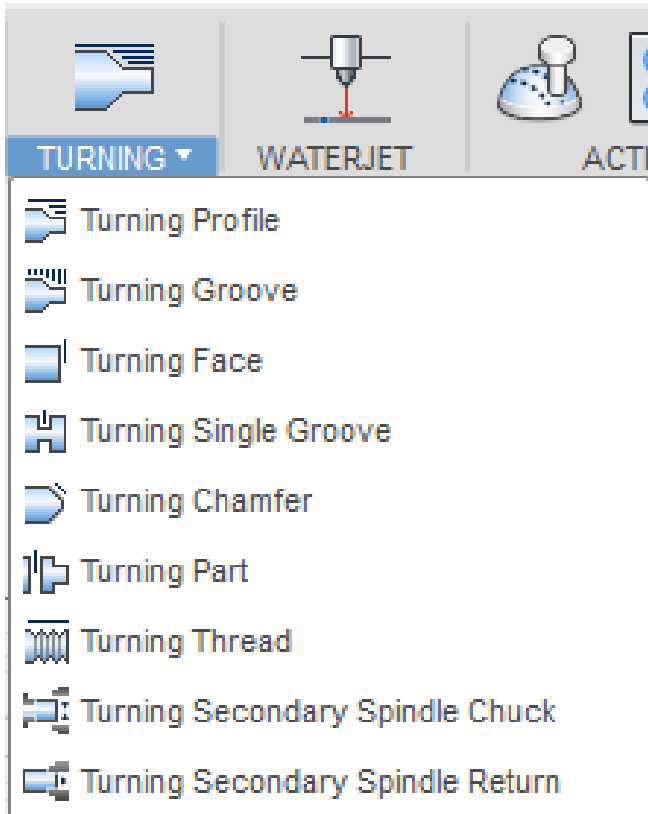 TURNING WATERJET ACTI
Turning Profile
Turning Groove
Turning Face
Turning Single Groove
Turning Chamfer
Turning Part
Turning Thread
Turning Secondary Spindle Chuck
Turning Secondary Spindle Return